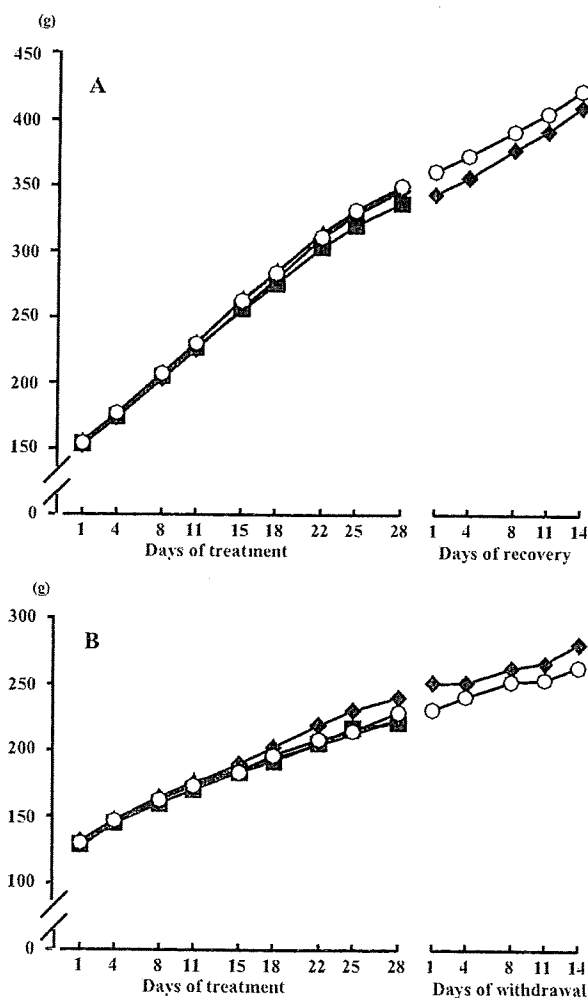 (g)
450
A
400
350
300
250
200
150
0
1 4 8 11 15 18 22 25 28 1 4 8 11 14
Days of treatment Days of recovery
(g)
300
B
250
200
150
100
0
1 4 8 11 15 18 22 25 28 1 4 8 11 14
Days of treatment Days of withdrawal